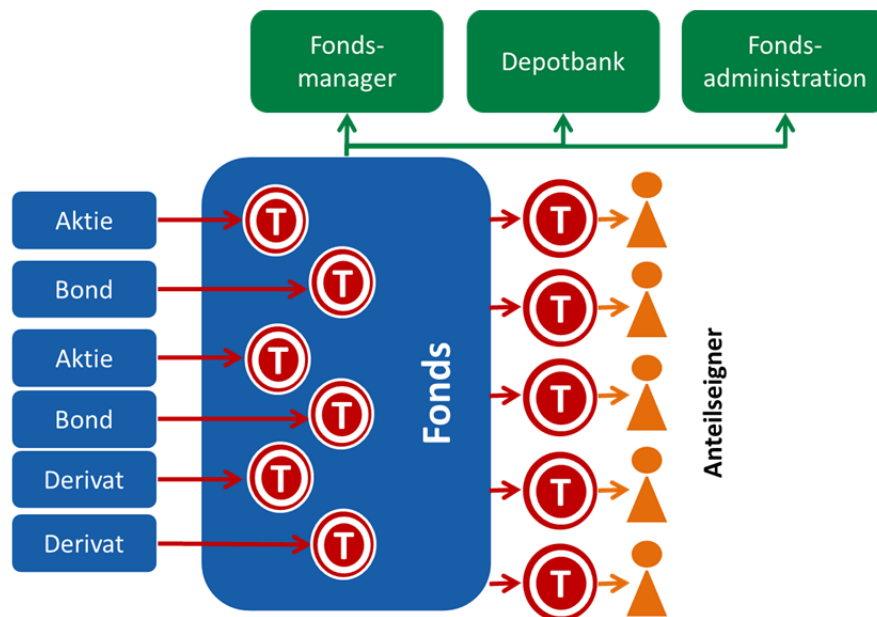 Fonds-
manager
Depotbank
Fonds-
administration
Aktie
T
Bond
T
Aktie
T
Bond
T
Derivat
T
Derivat
T
Fonds
T
T
T
T
T
Anteilseigner